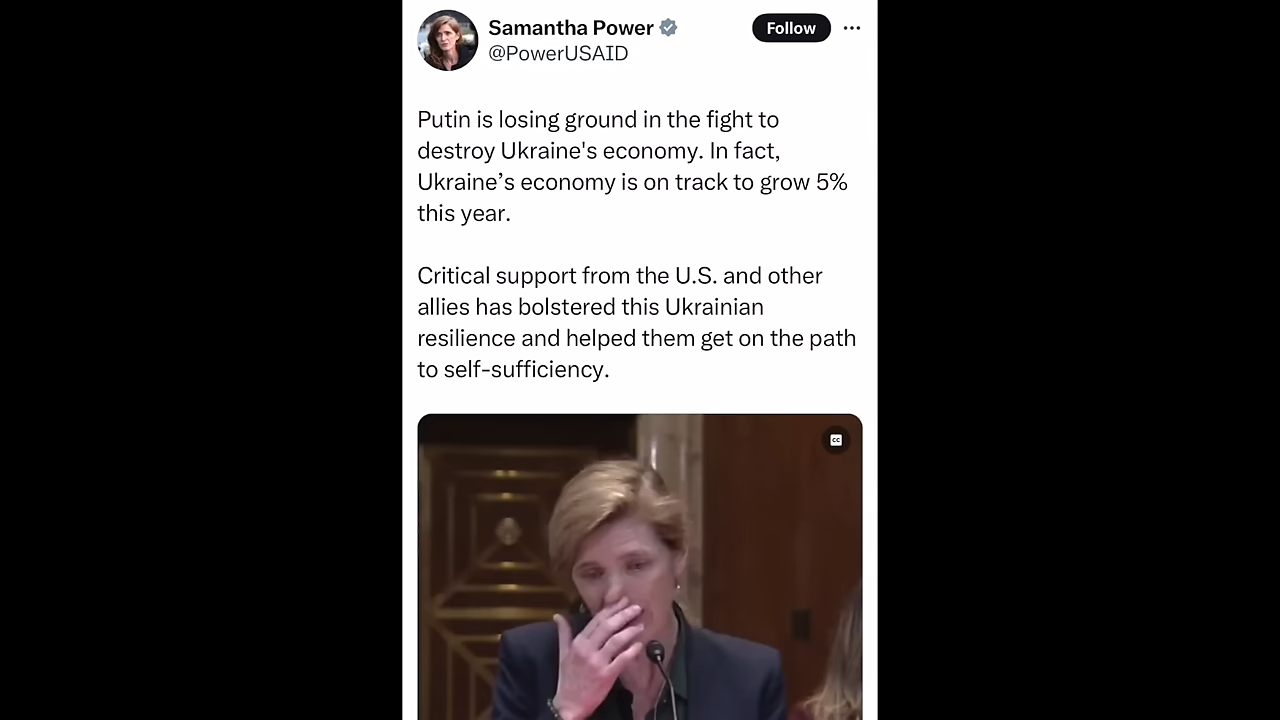 Samantha Power
Follow
@PowerUSAID
Putin is losing ground in the fight to
destroy Ukraine's economy. In fact,
Ukraine’s economy is on track to grow 5%
this year.
Critical support from the U.S. and other
allies has bolstered this Ukrainian
resilience and helped them get on the path
to self-sufficiency.
CC